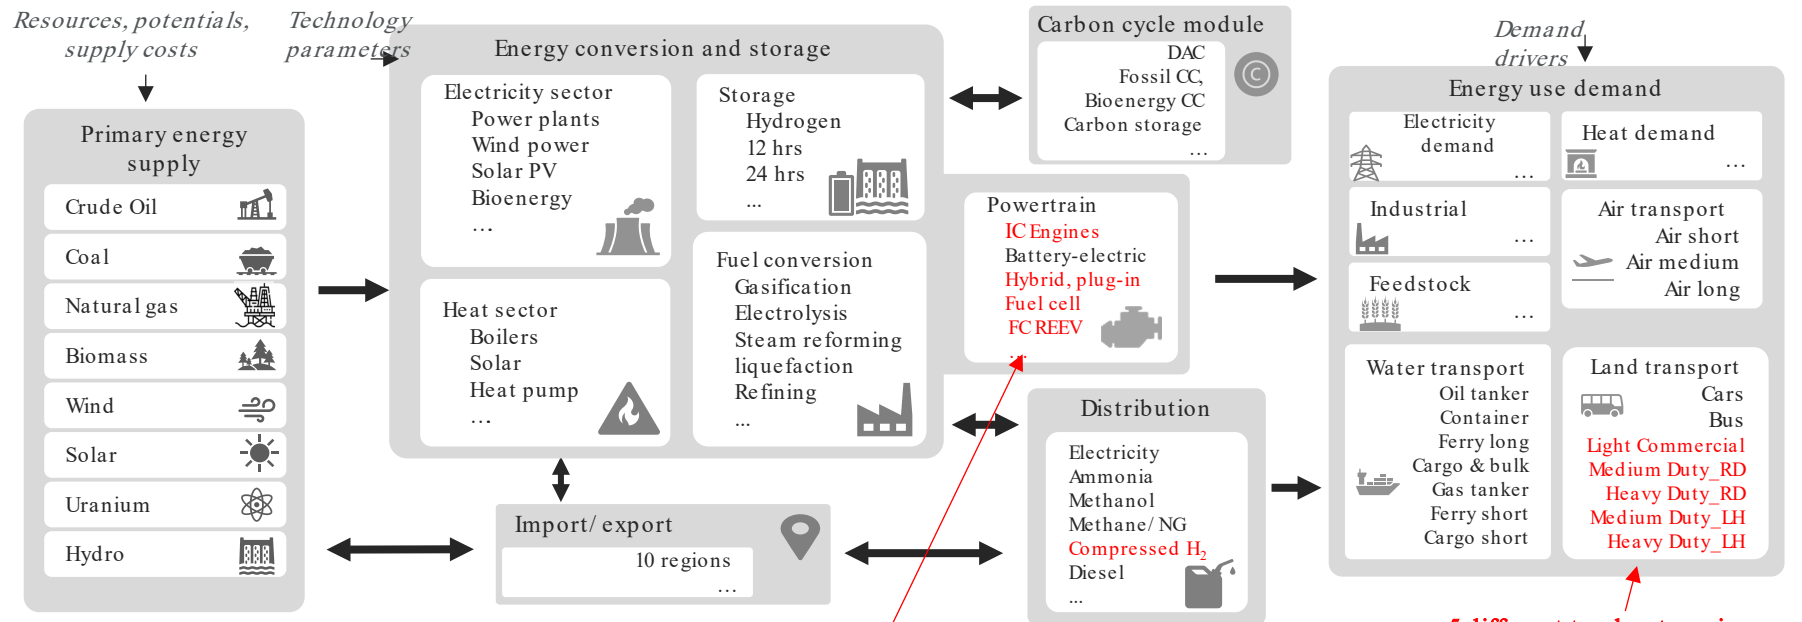 Resources, potentials,
supply costs
Technology
parameters
Primary energy
supply
Crude Oil
Coal
Natural gas
Biomass
Wind
Solar
Uranium
Hydro
Energy conversion and storage
Electricity sector
Power plants
Wind power
Solar PV
Bioenergy
...
Storage
Hydrogen
12 hrs
24 hrs
...
Heat sector
Boilers
Solar
Heat pump
...
Fuel conversion
Gasification
Electrolysis
Steam reforming
liquefaction
Refining
...
Import/export
10 regions
...
Carbon cycle module
DAC
Fossil CC,
Bioenergy CC
Carbon storage
...
C
Powertrain
IC Engines
Battery-electric
Hybrid, plug-in
Fuel cell
FC REEV
...
Distribution
Electricity
Ammonia
Methanol
Methane/NG
Compressed H2
Diesel
...
Demand
drivers
Energy use demand
Electricity
demand
...
Heat demand
...
Industrial
...
Feedstock
...
Air transport
Air short
Air medium
Air long
Water transport
Oil tanker
Container
Ferry long
Cargo & bulk
Gas tanker
Ferry short
Cargo short
Land transport
Cars
Bus
Light Commercial
Medium Duty_RD
Heavy Duty_RD
Medium Duty_LH
Heavy Duty_LH